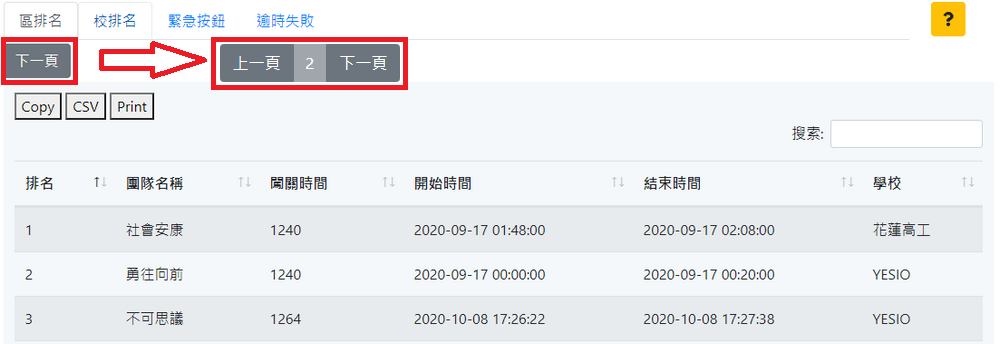 區排名 校排名 緊急按鈕 逾時失敗 ?
下一頁 上一頁 2 下一頁
Copy CSV Print
搜索:
排名 團隊名稱 闖關時間 開始時間 結束時間 學校
1 社會安康 1240 2020-09-17 01:48:00 2020-09-17 02:08:00 花蓮高工
2 勇往向前 1240 2020-09-17 00:00:00 2020-09-17 00:20:00 YESIO
3 不可思議 1264 2020-10-08 17:26:22 2020-10-08 17:27:38 YESIO